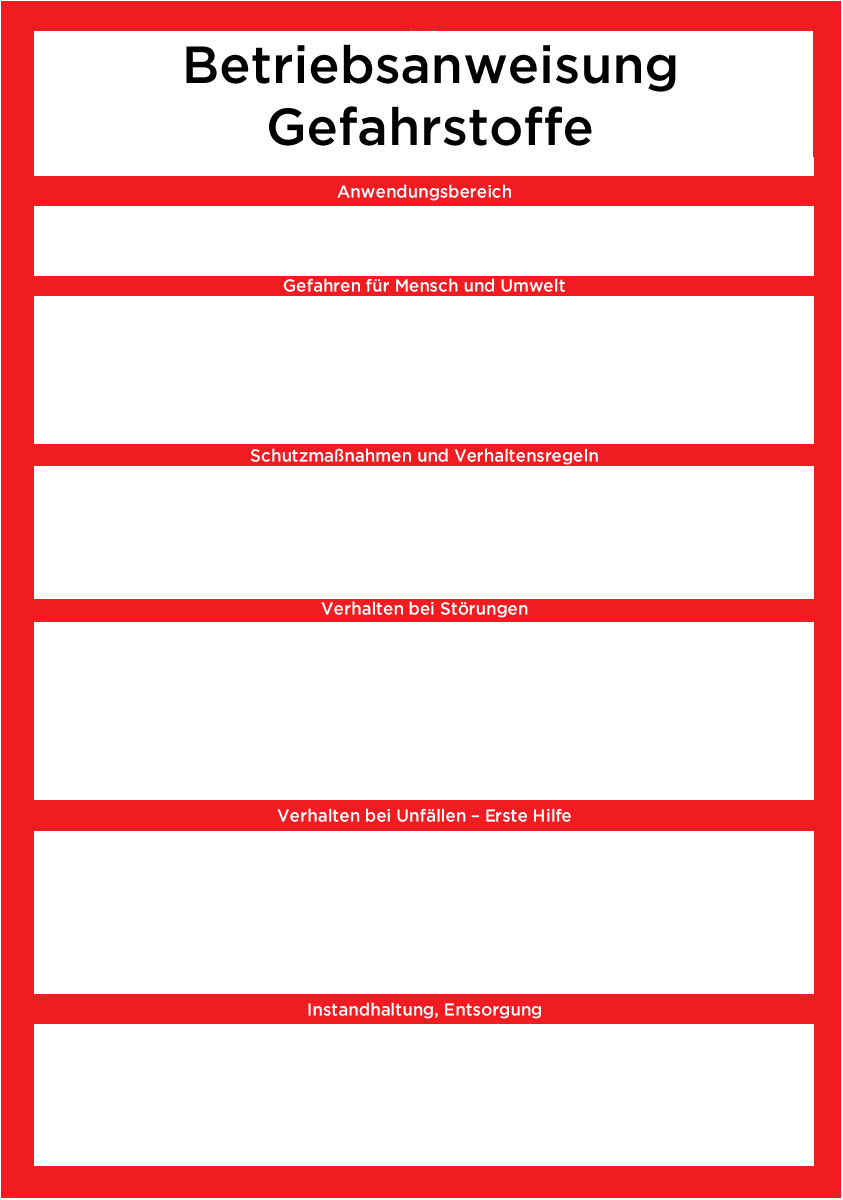 Betriebsanweisung
Gefahrstoffe
Anwendungsbereich
Gefahren für Mensch und Umwelt
Schutzmaßnahmen und Verhaltensregeln
Verhalten bei Störungen
Verhalten bei Unfällen – Erste Hilfe
Instandhaltung, Entsorgung